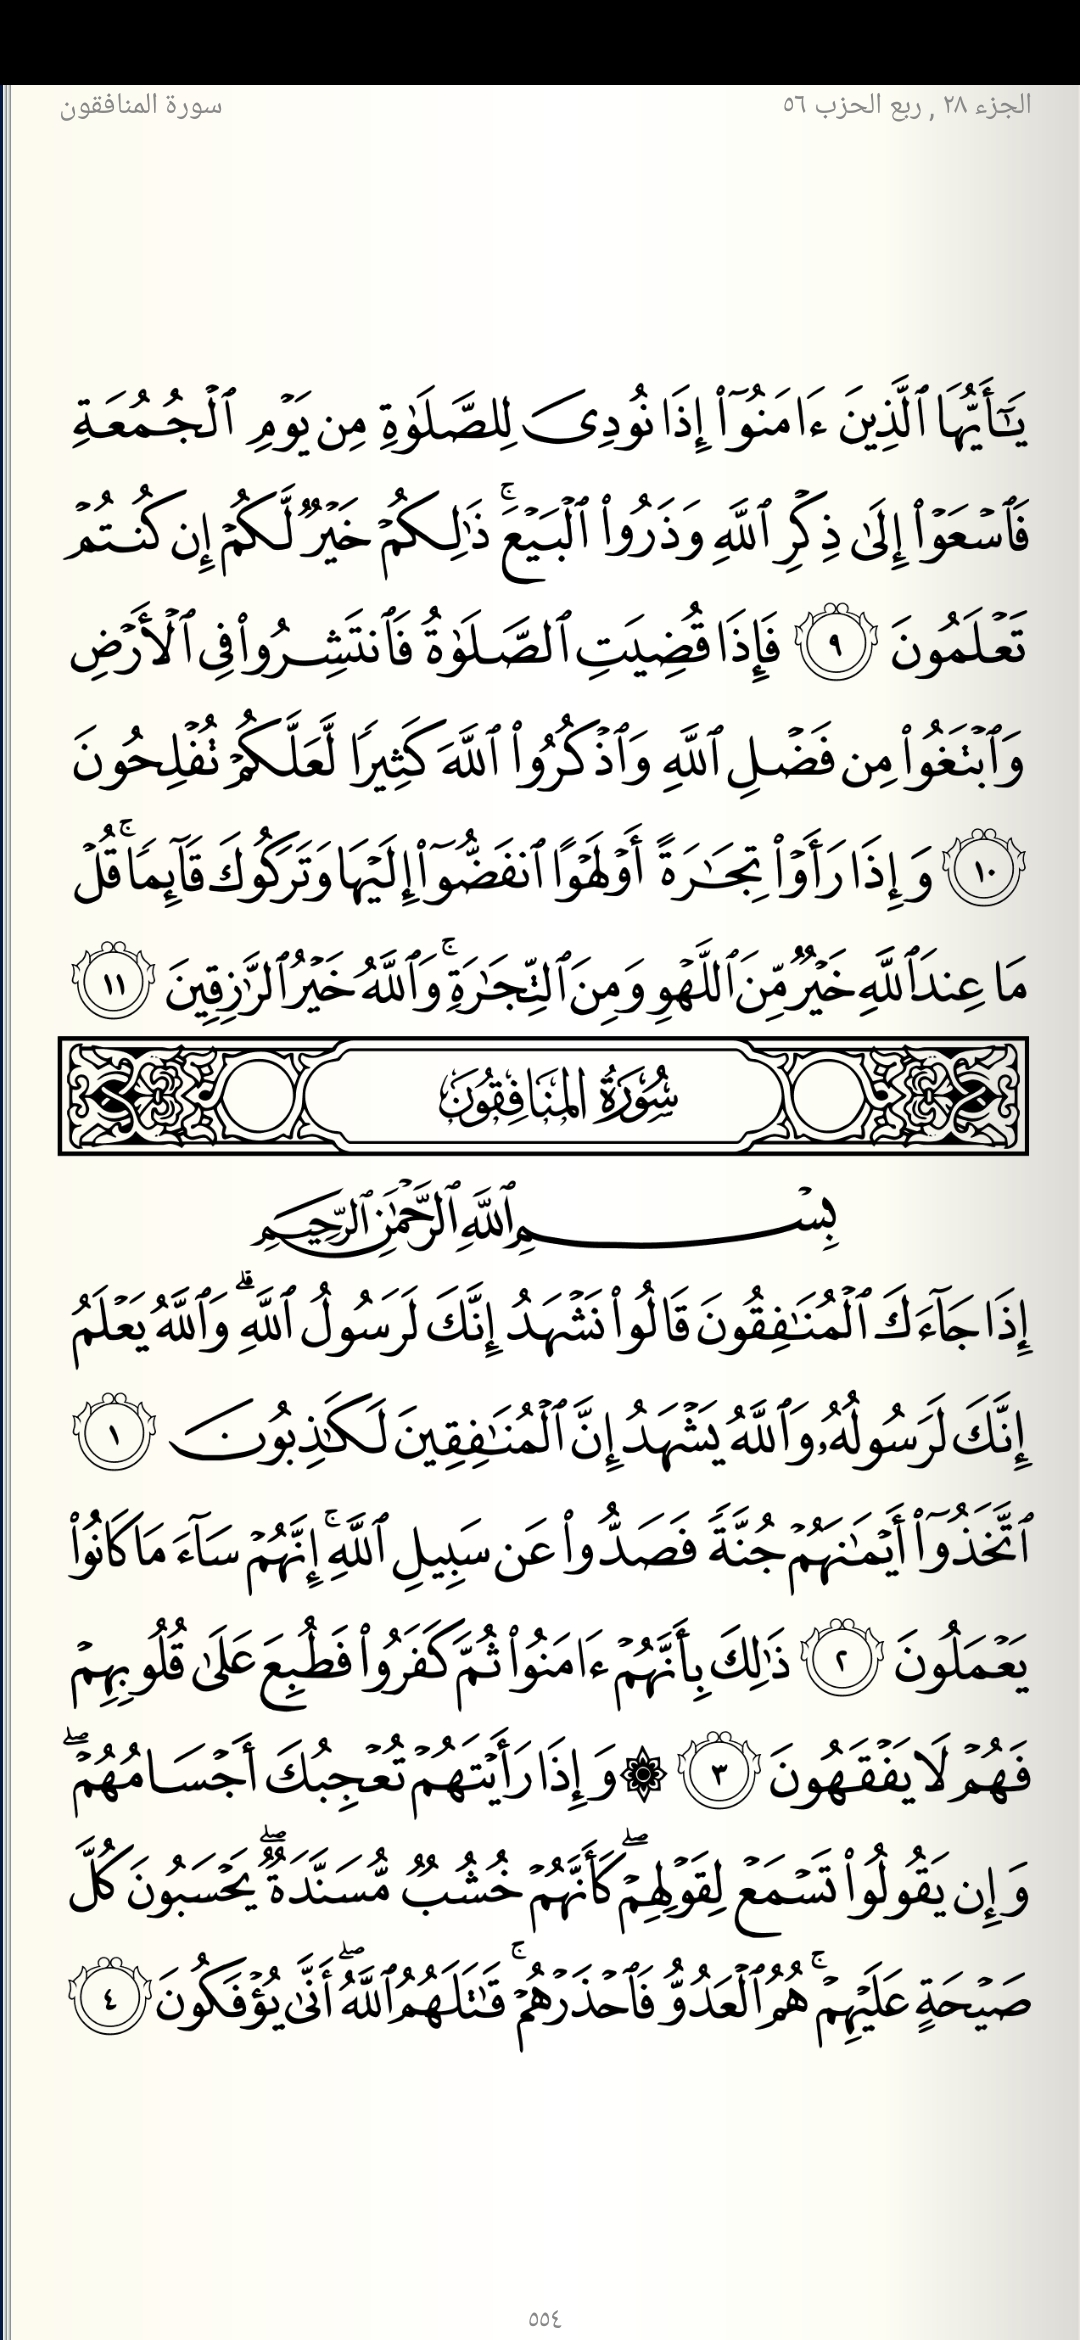 الجزء ٢٨ , ربع الحزب ٥٦
سورة المنافقون
يَـٰٓأَيُّهَا ٱلَّذِينَ ءَامَنُوٓا۟ إِذَا نُودِىَ لِلصَّلَوٰةِ مِن يَوْمِ ٱلْجُمُعَةِ
فَٱسْعَوْا۟ إِلَىٰ ذِكْرِ ٱللَّهِ وَذَرُوا۟ ٱلْبَيْعَ ۚ ذَٰلِكُمْ خَيْرٌ لَّكُمْ إِن كُنتُمْ
تَعْلَمُونَ ٩ فَإِذَا قُضِيَتِ ٱلصَّلَوٰةُ فَٱنتَشِرُوا۟ فِى ٱلْأَرْضِ
وَٱبْتَغُوا۟ مِن فَضْلِ ٱللَّهِ وَٱذْكُرُوا۟ ٱللَّهَ كَثِيرًا لَّعَلَّكُمْ تُفْلِحُونَ
١٠ وَإِذَا رَأَوْا۟ تِجَـٰرَةً أَوْ لَهْوًا ٱنفَضُّوٓا۟ إِلَيْهَا وَتَرَكُوكَ قَآئِمًا ۚ قُلْ
مَا عِندَ ٱللَّهِ خَيْرٌ مِّنَ ٱللَّهْوِ وَمِنَ ٱلتِّجَـٰرَةِ ۚ وَٱللَّهُ خَيْرُ ٱلرَّٰزِقِينَ ١١
سُورَةُ المُنَافِقُونَ
بِسْمِ ٱللَّهِ ٱلرَّحْمَـٰنِ ٱلرَّحِيمِ
إِذَا جَآءَكَ ٱلْمُنَـٰفِقُونَ قَالُوا۟ نَشْهَدُ إِنَّكَ لَرَسُولُ ٱللَّهِ ۗ وَٱللَّهُ يَعْلَمُ
إِنَّكَ لَرَسُولُهُۥ وَٱللَّهُ يَشْهَدُ إِنَّ ٱلْمُنَـٰفِقِينَ لَكَـٰذِبُونَ ١
ٱتَّخَذُوٓا۟ أَيْمَـٰنَهُمْ جُنَّةً فَصَدُّوا۟ عَن سَبِيلِ ٱللَّهِ ۚ إِنَّهُمْ سَآءَ مَا كَانُوا۟
يَعْمَلُونَ ٢ ذَٰلِكَ بِأَنَّهُمْ ءَامَنُوا۟ ثُمَّ كَفَرُوا۟ فَطُبِعَ عَلَىٰ قُلُوبِهِمْ
فَهُمْ لَا يَفْقَهُونَ ٣ ۞ وَإِذَا رَأَيْتَهُمْ تُعْجِبُكَ أَجْسَامُهُمْ ۖ
وَإِن يَقُولُوا۟ تَسْمَعْ لِقَوْلِهِمْ ۖ كَأَنَّهُمْ خُشُبٌ مُّسَنَّدَةٌ ۖ يَحْسَبُونَ كُلَّ
صَيْحَةٍ عَلَيْهِمْ ۚ هُمُ ٱلْعَدُوُّ فَٱحْذَرْهُمْ ۚ قَـٰتَلَهُمُ ٱللَّهُ ۖ أَنَّىٰ يُؤْفَكُونَ ٤
٥٥٤